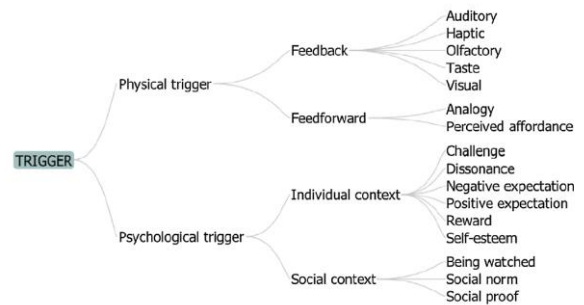 TRIGGER
Physical trigger
Feedback
Auditory
Haptic
Olfactory
Taste
Visual
Feedforward
Analogy
Perceived affordance
Psychological trigger
Individual context
Challenge
Dissonance
Negative expectation
Positive expectation
Reward
Self-esteem
Social context
Being watched
Social norm
Social proof